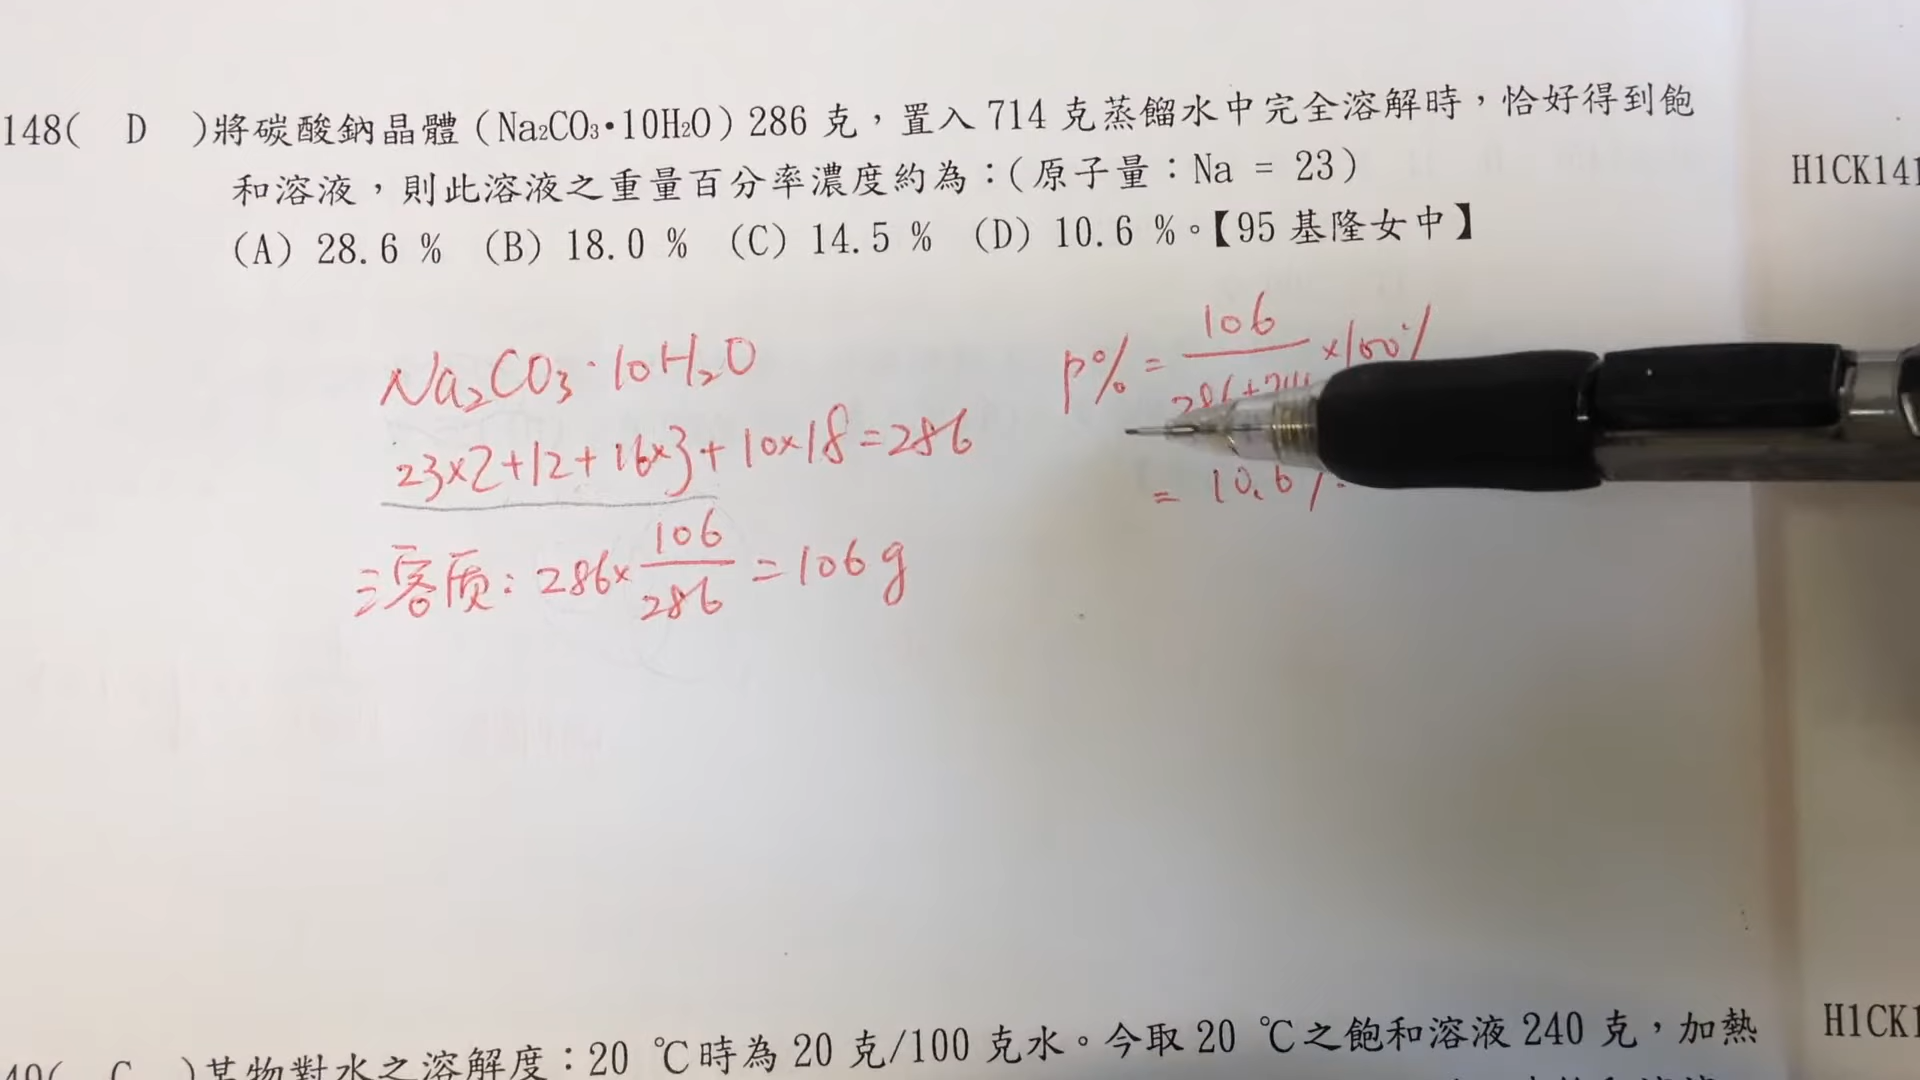 148( D )將碳酸鈉晶體(Na₂CO₃•10H₂O)286 克，置入 714 克蒸餾水中完全溶解時，恰好得到飽
和溶液，則此溶液之重量百分率濃度約為：(原子量：Na = 23)
(A) 28.6 % (B) 18.0 % (C) 14.5 % (D) 10.6 %。【95 基隆女中】
H1CK141
Na₂CO₃·10H₂O
23×2+12+16×3+10×18=286
溶质: 286×106/286=106g
p%=106/286+714×100%
=10.6%
( C )某物對水之溶解度：20 ℃時為 20 克/100 克水。今取 20 ℃之飽和溶液 240 克，加熱
H1CK1